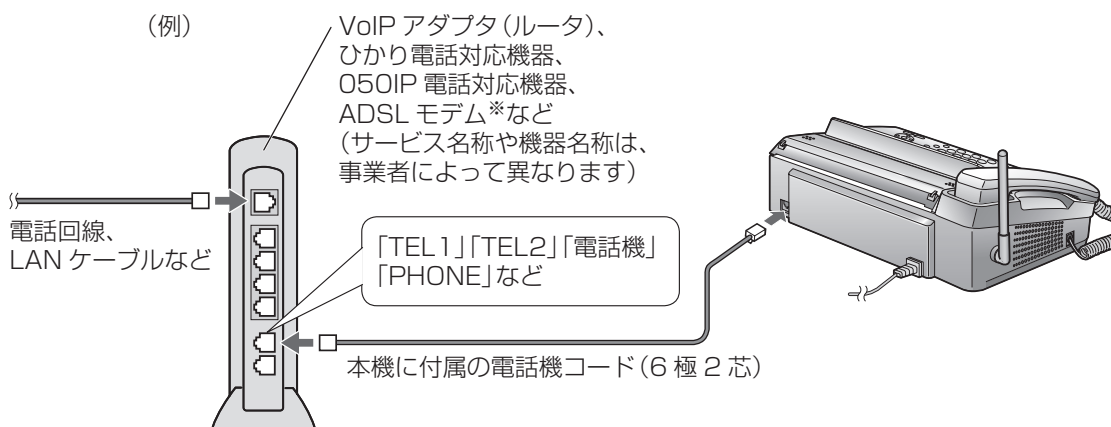 (例)
VoIP アダプタ(ルータ)、
ひかり電話対応機器、
050IP 電話対応機器、
ADSL モデム※など
(サービス名称や機器名称は、
事業者によって異なります)
電話回線、
LAN ケーブルなど
「TEL1」「TEL2」「電話機」
「PHONE」など
本機に付属の電話機コード(6 極 2 芯)